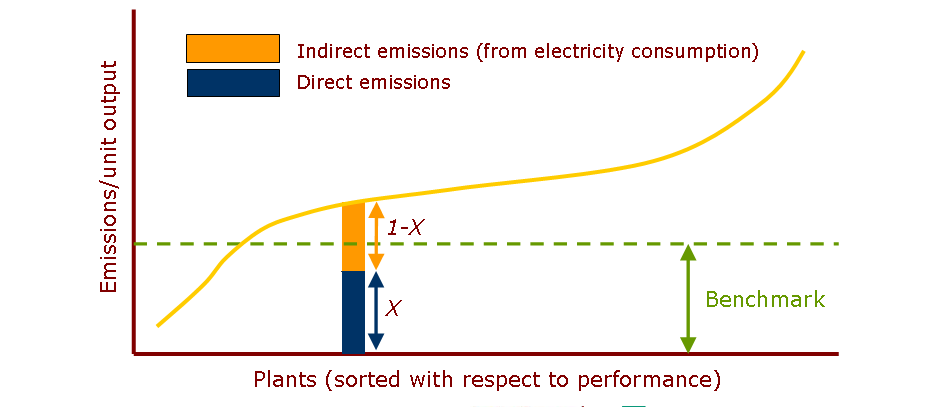 Indirect emissions (from electricity consumption)
Direct emissions
Emissions/unit output
1-X
X
Benchmark
Plants (sorted with respect to performance)